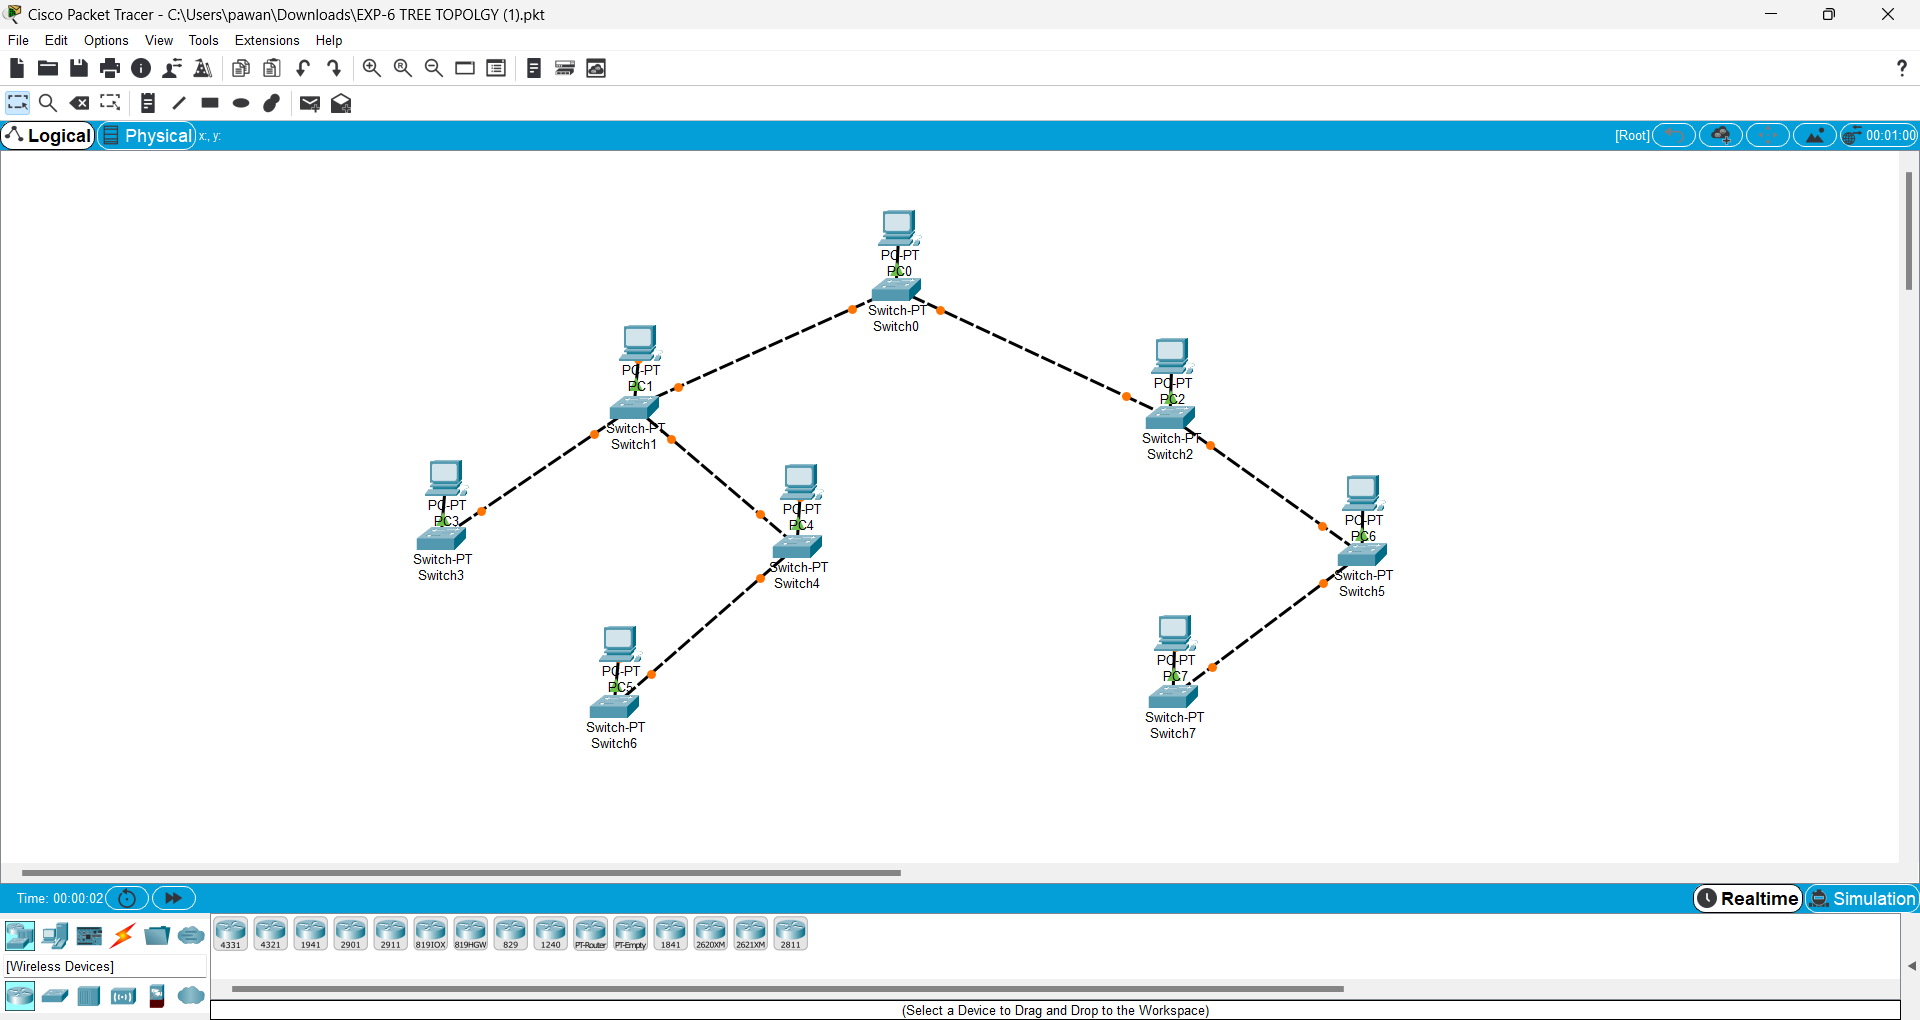 Cisco Packet Tracer - C:\Users\pawan\Downloads\EXP-6 TREE TOPOLGY (1).pkt
File Edit Options View Tools Extensions Help
?
Logical Physical x:, y: [Root] 00:01:00
PC-PT
PC0
Switch-PT
Switch0
PC-PT
PC1
Switch-PT
Switch1
PC-PT
PC2
Switch-PT
Switch2
PC-PT
PC3
Switch-PT
Switch3
PC-PT
PC4
Switch-PT
Switch4
PC-PT
PC6
Switch-PT
Switch5
PC-PT
PC5
Switch-PT
Switch6
PC-PT
PC7
Switch-PT
Switch7
Time: 00:00:02 Realtime Simulation
4331 4321 1941 2901 2911 819IOX 819HGW 829 1240 PT-Router PT-Empty 1841 2620XM 2621XM 2811
[Wireless Devices]
(Select a Device to Drag and Drop to the Workspace)